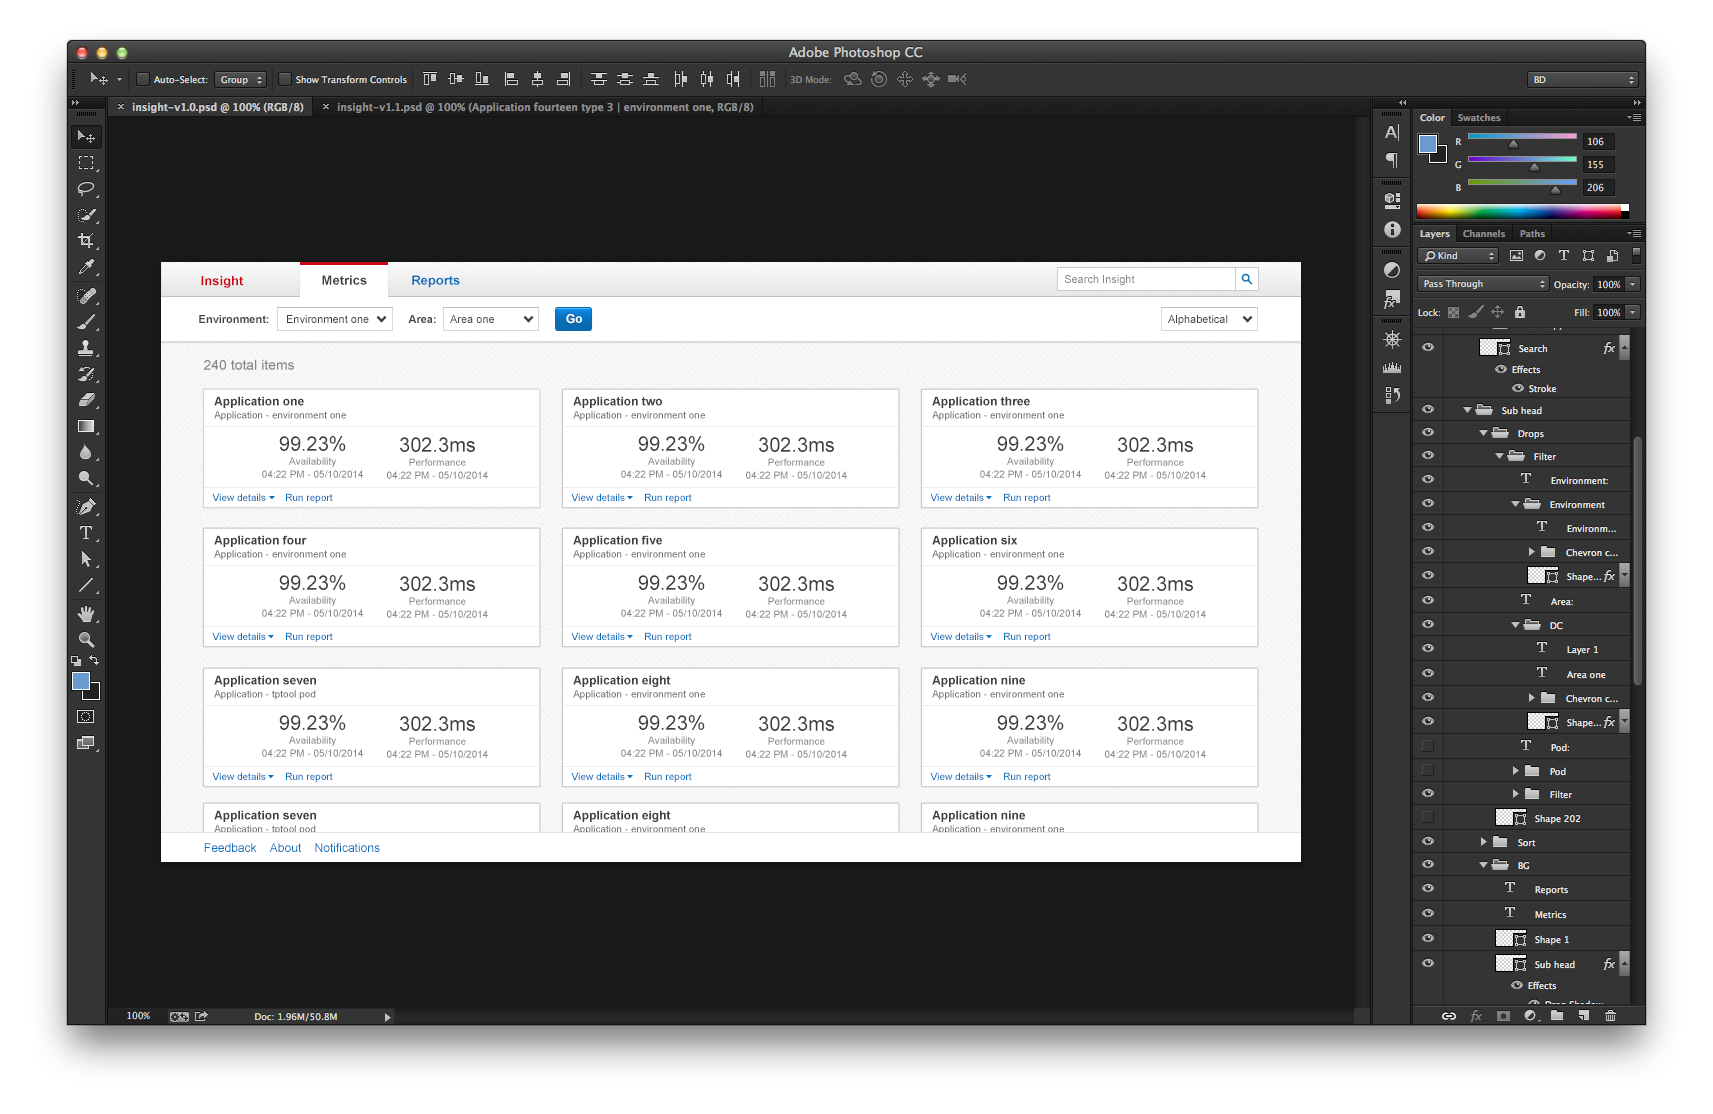 Adobe Photoshop CC
Auto-Select: Group Show Transform Controls 3D Mode: BD
× insight-v1.0.psd @ 100% (RGB/8) × insight-v1.1.psd @ 100% (Application fourteen type 3 | environment one, RGB/8)
Insight Metrics Reports Search Insight
Environment: Environment one Area: Area one Go Alphabetical
240 total items
Application one
Application - environment one
99.23% 302.3ms
Availability Performance
04:22 PM - 05/10/2014 04:22 PM - 05/10/2014
View details Run report
Application two
Application - environment one
99.23% 302.3ms
Availability Performance
04:22 PM - 05/10/2014 04:22 PM - 05/10/2014
View details Run report
Application three
Application - environment one
99.23% 302.3ms
Availability Performance
04:22 PM - 05/10/2014 04:22 PM - 05/10/2014
View details Run report
Application four
Application - environment one
99.23% 302.3ms
Availability Performance
04:22 PM - 05/10/2014 04:22 PM - 05/10/2014
View details Run report
Application five
Application - environment one
99.23% 302.3ms
Availability Performance
04:22 PM - 05/10/2014 04:22 PM - 05/10/2014
View details Run report
Application six
Application - environment one
99.23% 302.3ms
Availability Performance
04:22 PM - 05/10/2014 04:22 PM - 05/10/2014
View details Run report
Application seven
Application - tptool pod
99.23% 302.3ms
Availability Performance
04:22 PM - 05/10/2014 04:22 PM - 05/10/2014
View details Run report
Application eight
Application - environment one
99.23% 302.3ms
Availability Performance
04:22 PM - 05/10/2014 04:22 PM - 05/10/2014
View details Run report
Application nine
Application - environment one
99.23% 302.3ms
Availability Performance
04:22 PM - 05/10/2014 04:22 PM - 05/10/2014
View details Run report
Application seven
Application - tptool pod
Application eight
Application - environment one
Application nine
Application - environment one
Feedback About Notifications
100% Doc: 1.96M/50.8M
Color Swatches
R 106
G 155
B 206
Layers Channels Paths
Kind
Pass Through Opacity: 100%
Lock: Fill: 100%
Search fx
Effects
Stroke
Sub head
Drops
Filter
T Environment:
Environment
T Environm...
Chevron c...
Shape... fx
T Area:
DC
T Layer 1
T Area one
Chevron c...
Shape... fx
T Pod:
Pod
Filter
Shape 202
Sort
BG
T Reports
T Metrics
Shape 1
Sub head fx
Effects